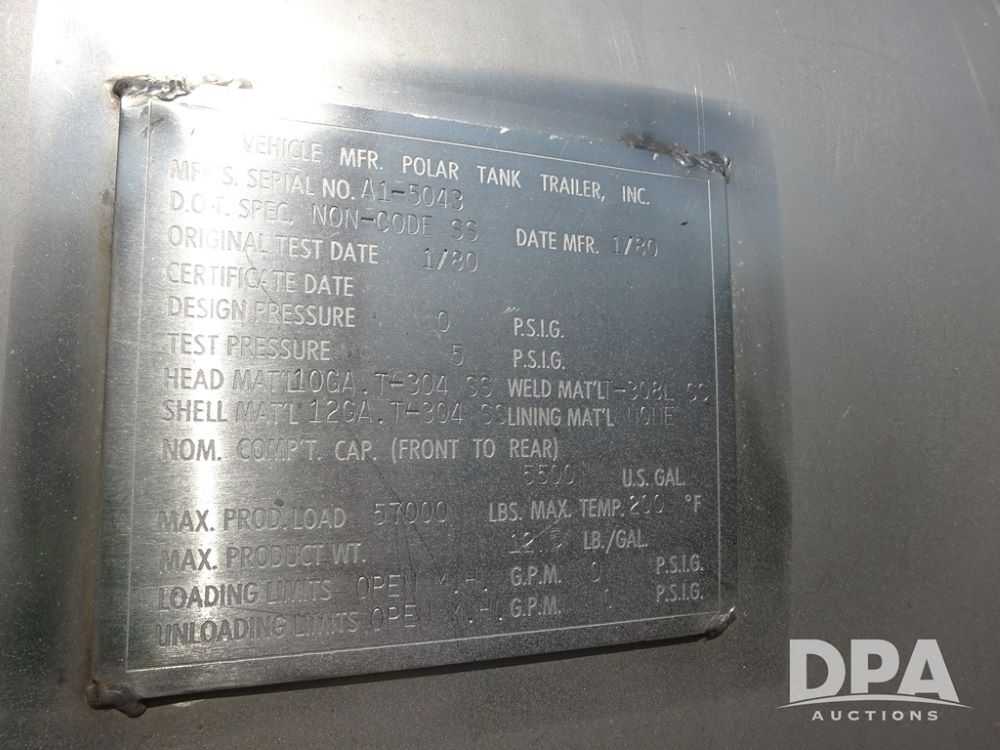 VEHICLE MFR. POLAR TANK TRAILER, INC.
MFR'S. SERIAL NO. A1-5043
D.O.T. SPEC. NON-CODE SS DATE MFR. 1/80
ORIGINAL TEST DATE 1/80
CERTIFICATE DATE
DESIGN PRESSURE 0 P.S.I.G.
TEST PRESSURE 5 P.S.I.G.
HEAD MAT'L 10GA. T-304 SS WELD MAT'L T-308L SS
SHELL MAT'L 12GA. T-304 SS LINING MAT'L NONE
NOM. COMP'T. CAP. (FRONT TO REAR)
5500 U.S. GAL.
MAX. PROD. LOAD 57000 LBS. MAX. TEMP. 200 °F
MAX. PRODUCT WT. LB./GAL.
LOADING LIMITS OPEN M.H. G.P.M. 0 P.S.I.G.
UNLOADING LIMITS OPEN M.H. G.P.M. 0 P.S.I.G.
DPA
AUCTIONS